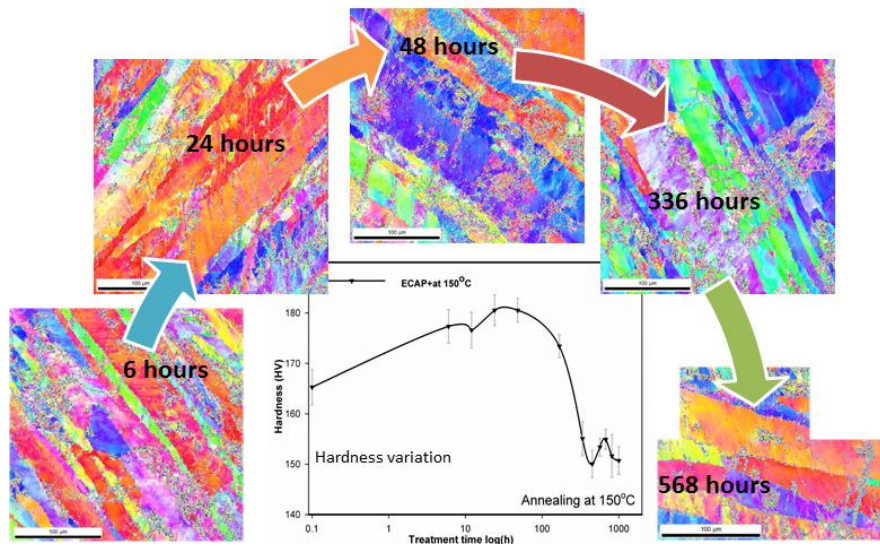 48 hours
24 hours
336 hours
6 hours
568 hours
100 µm
100 µm
100 µm
100 µm
100 µm
ECAP+at 150°C
Hardness (HV)
180
170
160
150
140
Hardness variation
Annealing at 150°C
0.1
1
10
100
1000
Treatment time log(h)